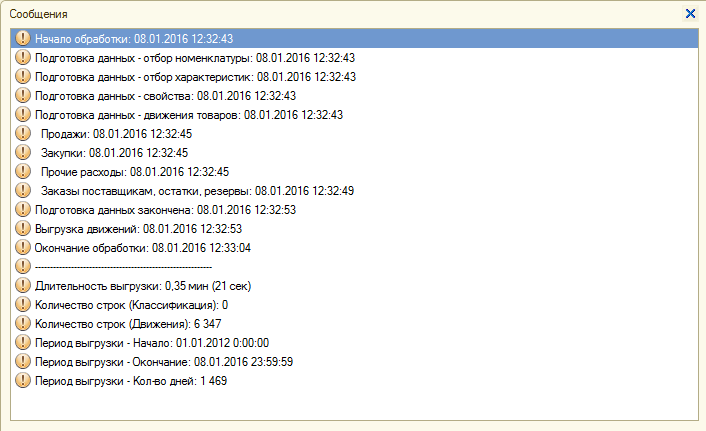 Сообщения
Начало обработки: 08.01.2016 12:32:43
Подготовка данных - отбор номенклатуры: 08.01.2016 12:32:43
Подготовка данных - отбор характеристик: 08.01.2016 12:32:43
Подготовка данных - свойства: 08.01.2016 12:32:43
Подготовка данных - движения товаров: 08.01.2016 12:32:43
Продажи: 08.01.2016 12:32:45
Закупки: 08.01.2016 12:32:45
Прочие расходы: 08.01.2016 12:32:45
Заказы поставщикам, остатки, резервы: 08.01.2016 12:32:49
Подготовка данных закончена: 08.01.2016 12:32:53
Выгрузка движений: 08.01.2016 12:32:53
Окончание обработки: 08.01.2016 12:33:04
-----------------------------------------------------------
Длительность выгрузки: 0,35 мин (21 сек)
Количество строк (Классификация): 0
Количество строк (Движения): 6 347
Период выгрузки - Начало: 01.01.2012 0:00:00
Период выгрузки - Окончание: 08.01.2016 23:59:59
Период выгрузки - Кол-во дней: 1 469